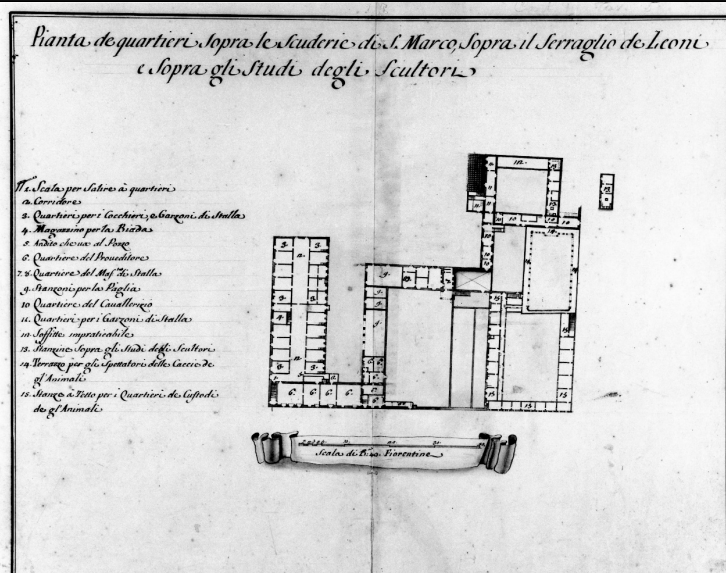 Pianta de quartieri Sopra le Scuderie di S. Marco, Sopra il Serraglio de Leoni
e Sopra gli Studi degli Scultori
1. Scala per Salire à quartieri
2. Corridore
3. Quartieri per i Cocchieri, e Garzoni di Stalla
4. Magazzino per la Biada
5. Andito che và al Pozzo
6. Quartiere del Proveditore
7. 8. Quartiere del di Stalla
9. Stanzoni per la Paglia
10 Quartiere del Cavallerizo
11. Quartieri per i Garzoni di Stalla
12. Soffitte impraticabile
13. Stanzine Sopra gli Studi degli Scultori
14. Terrazzo per gli Spettatori delle Caccie de
gl'Animali
15. Stanze à Tetto per i Quartieri de Custodi
de gl'Animali
Scala di Fiorentine